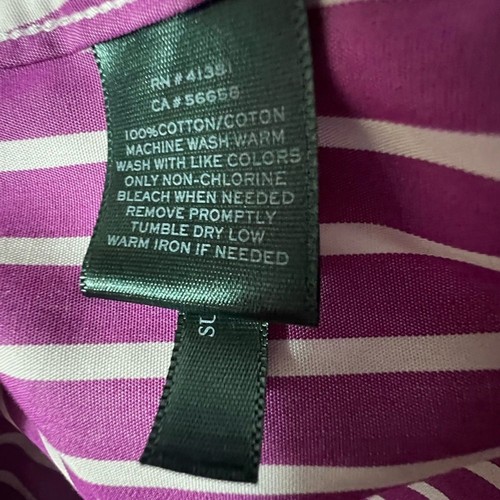 RN #41381
CA #56656
100%COTTON/COTON
MACHINE WASH WARM
WASH WITH LIKE COLORS
ONLY NON-CHLORINE
BLEACH WHEN NEEDED
REMOVE PROMPTLY
TUMBLE DRY LOW
WARM IRON IF NEEDED